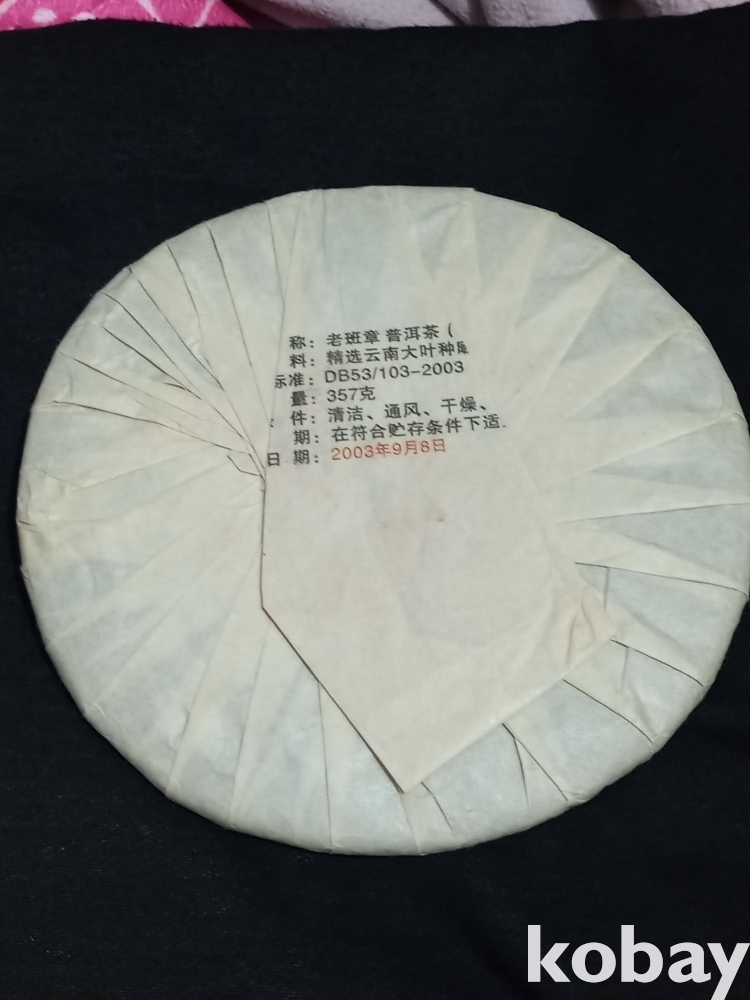 称：老班章 普洱茶（
料：精选云南大叶种
标准：DB53/103-2003
量：357克
件：清洁、通风、干燥、
期：在符合贮存条件下适
日 期：2003年9月8日
kobay